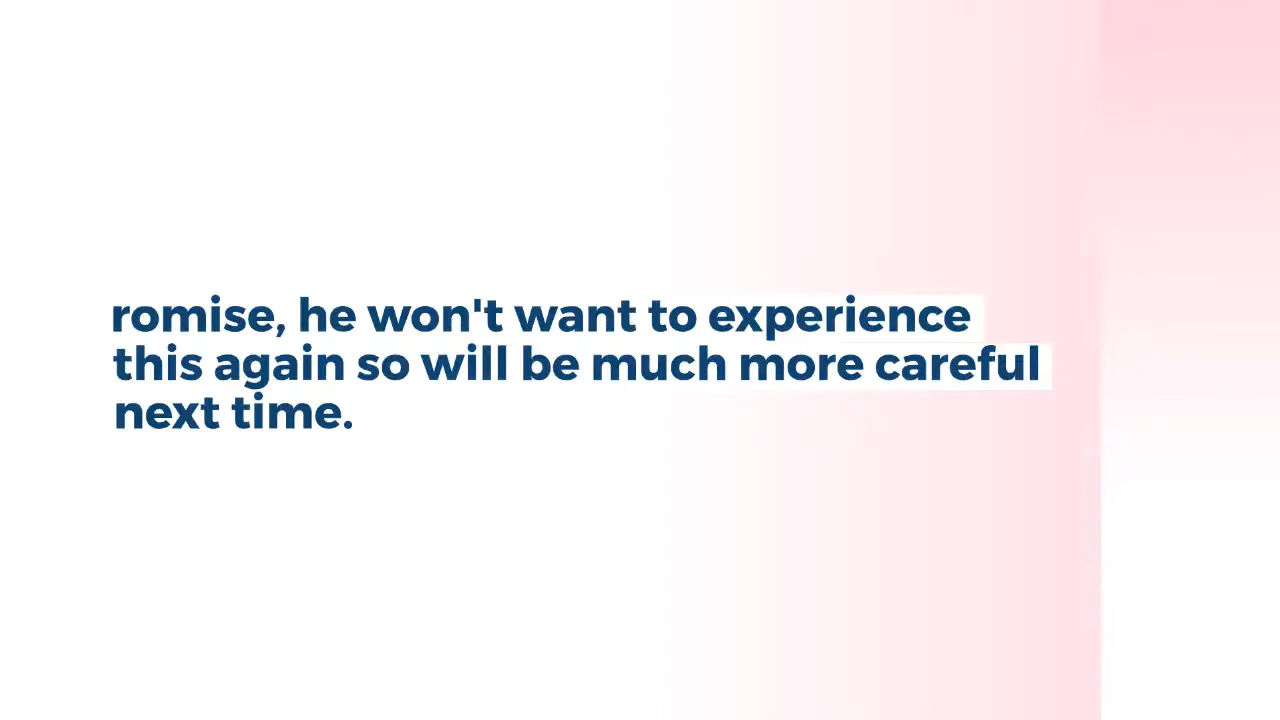 romise, he won't want to experience
this again so will be much more careful
next time.